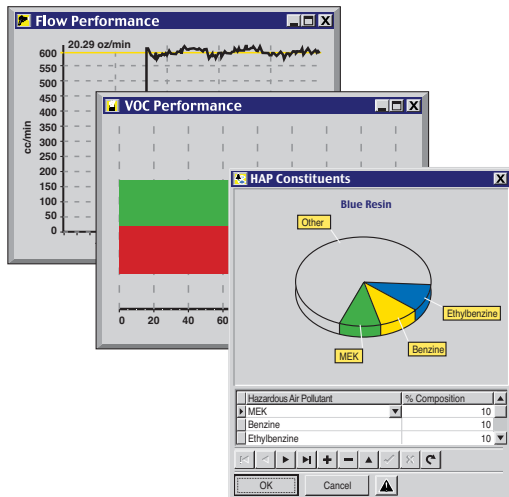 Flow Performance
20.29 oz/min
600
550
500
450
400
350
300
250
200
150
100
50
0
cc/min
VOC Performance
0 20 40 60
HAP Constituents
Blue Resin
Other
Ethylbenzine
Benzine
MEK
Hazardous Air Pollutant % Composition
MEK 10
Benzine 10
Ethylbenzine 10
OK Cancel